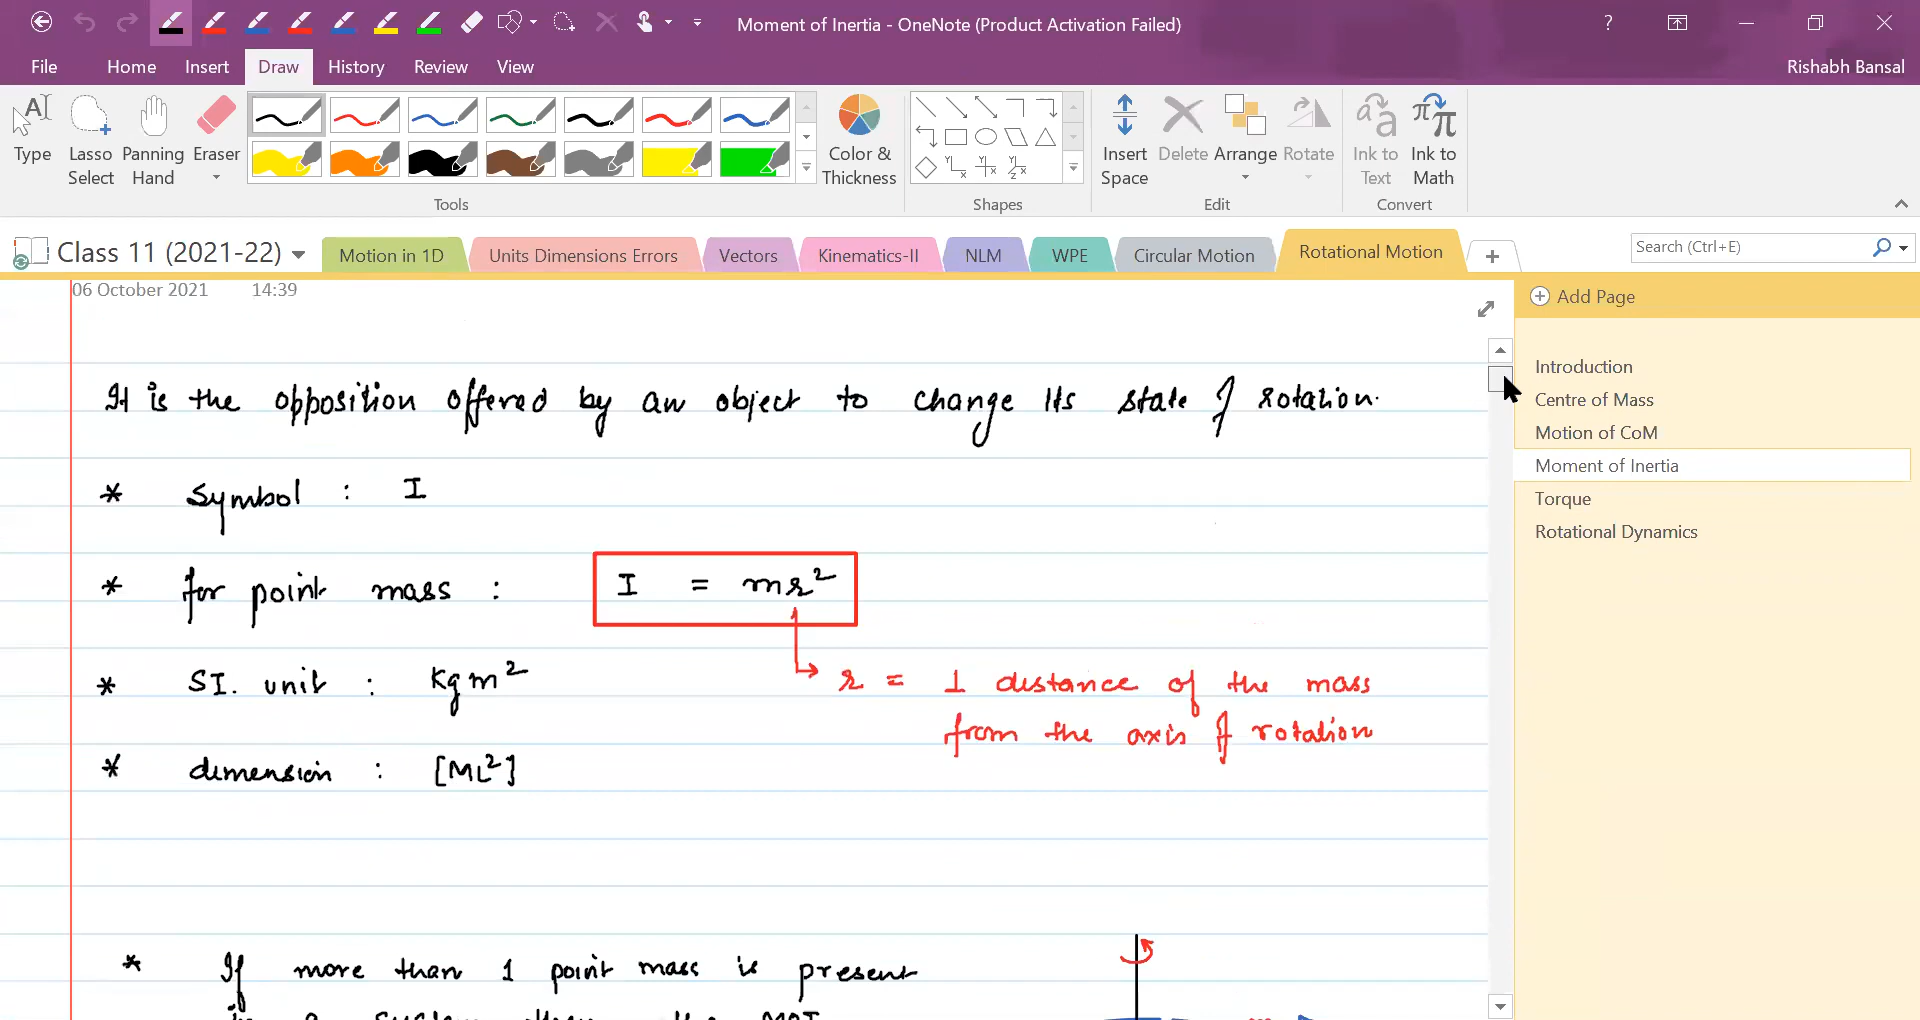 Moment of Inertia - OneNote (Product Activation Failed)
?
File Home Insert Draw History Review View
Rishabh Bansal
Type
Lasso Select
Panning Hand
Eraser
Color & Thickness
Insert Space
Delete
Arrange
Rotate
Ink to Text
Ink to Math
Tools
Shapes
Edit
Convert
Class 11 (2021-22)
Motion in 1D
Units Dimensions Errors
Vectors
Kinematics-II
NLM
WPE
Circular Motion
Rotational Motion
Search (Ctrl+E)
06 October 2021 14:39
Add Page
Introduction
Centre of Mass
Motion of CoM
Moment of Inertia
Torque
Rotational Dynamics
It is the opposition offered by an object to change its state of rotation.
* Symbol : I
* for point mass : I = mr²
* SI. unit : Kgm²
r = ⊥ distance of the mass
from the axis of rotation
* dimension : [ML²]
* If more than 1 point mass is present